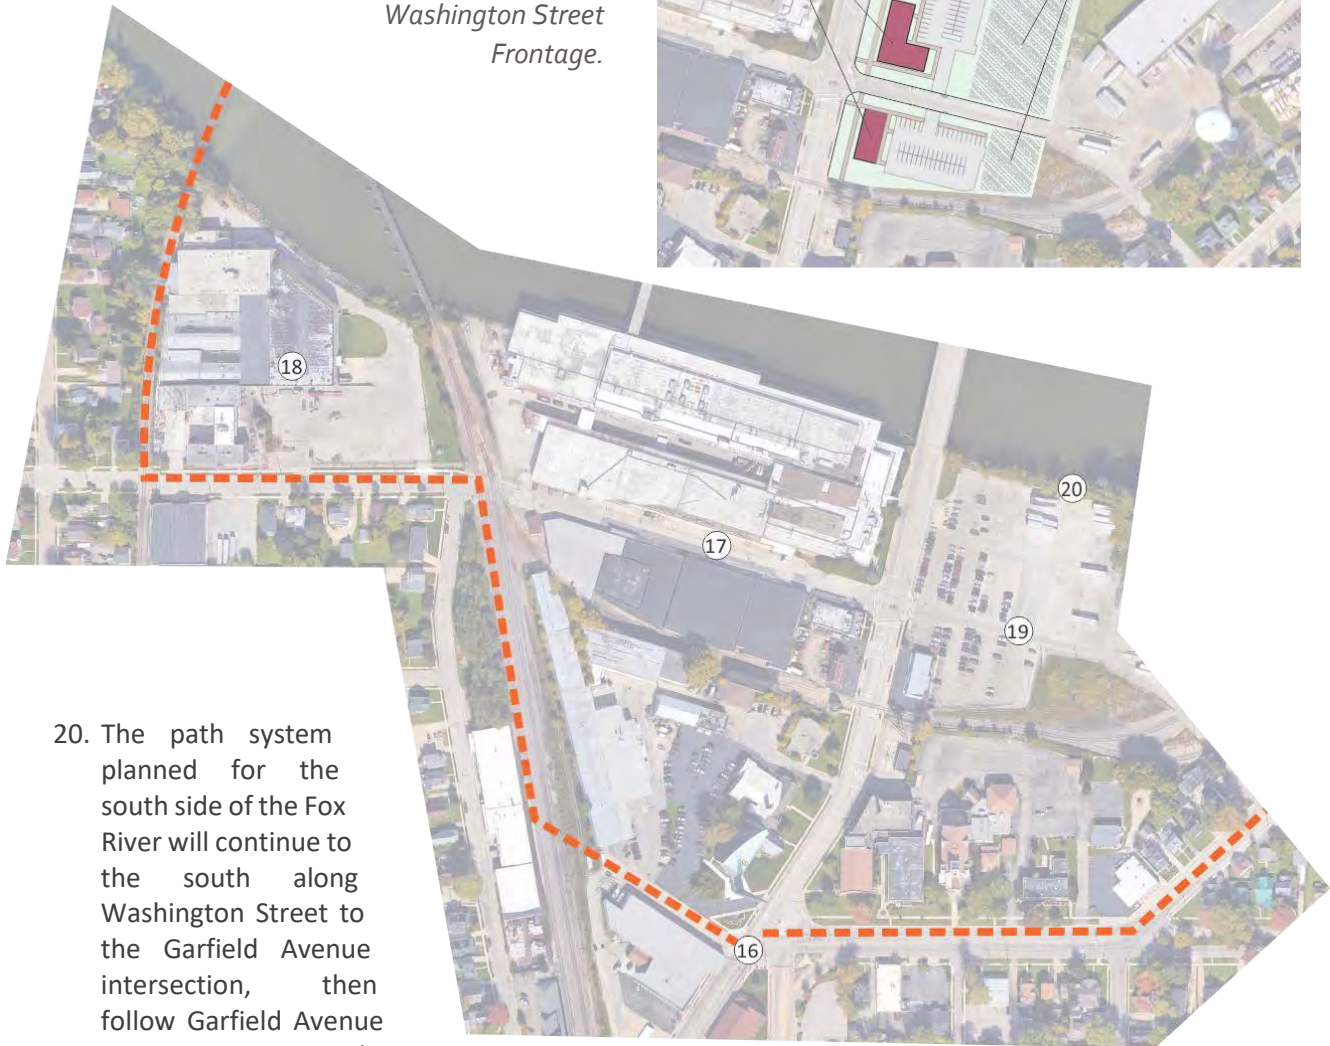 Washington Street
Frontage.
18
20
17
19
20. The path system
planned for the
south side of the Fox
River will continue to
the south along
Washington Street to
the Garfield Avenue
intersection, then
follow Garfield Avenue
16